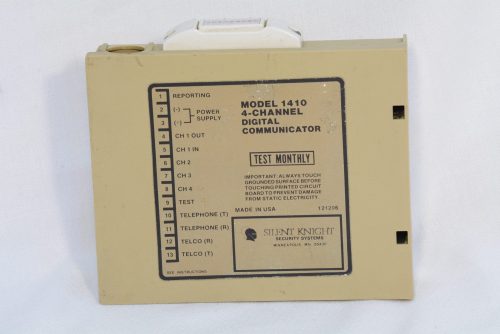 1 REPORTING
2 (-)
3 (-)
POWER
SUPPLY
4 CH 1 OUT
5 CH 1 IN
6 CH 2
7 CH 3
8 CH 4
9 TEST
10 TELEPHONE (T)
11 TELEPHONE (R)
12 TELCO (R)
13 TELCO (T)
SEE INSTRUCTIONS
MODEL 1410
4-CHANNEL
DIGITAL
COMMUNICATOR
TEST MONTHLY
IMPORTANT: ALWAYS TOUCH
GROUNDED SURFACE BEFORE
TOUCHING PRINTED CIRCUIT
BOARD TO PREVENT DAMAGE
FROM STATIC ELECTRICITY.
MADE IN USA 121206
SILENT KNIGHT
SECURITY SYSTEMS
MINNEAPOLIS, MN.